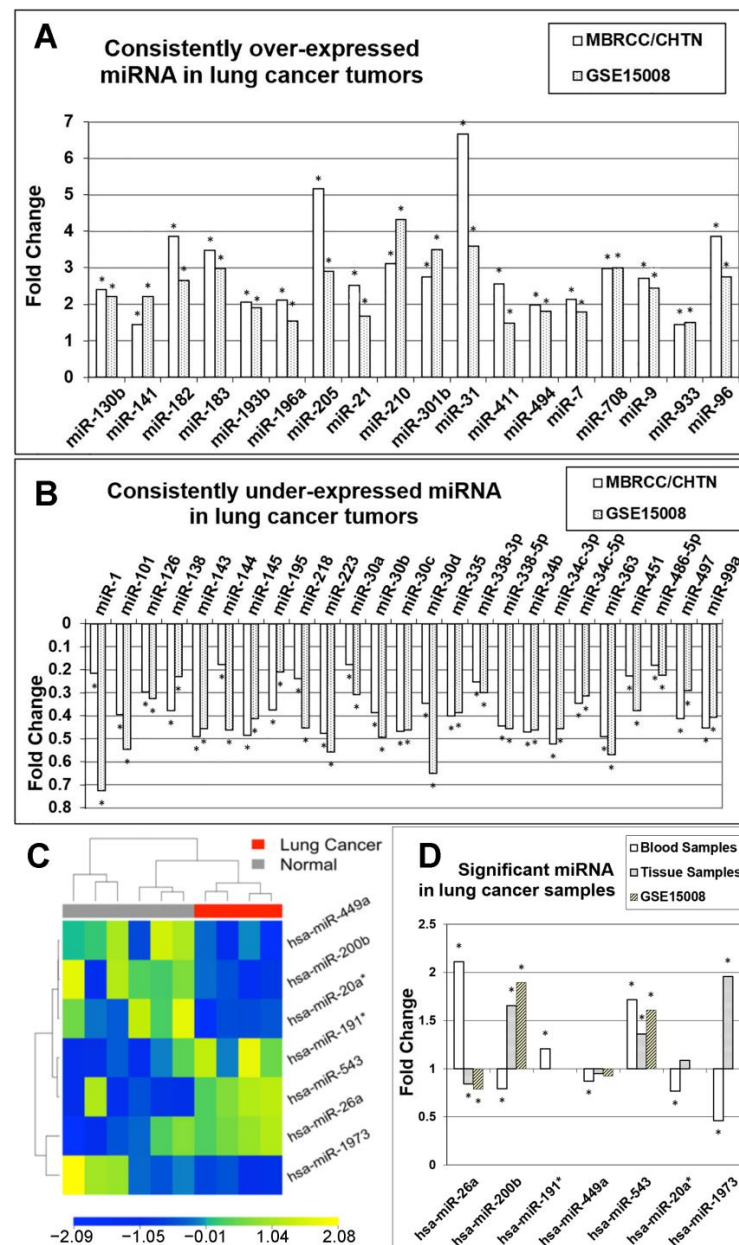 A
Consistently over-expressed
miRNA in lung cancer tumors
MBRCC/CHTN
GSE15008
Fold Change
7
6
5
4
3
2
1
0
* * * * * * * * * * * * * * * * * * * * * * * * * * * * * * * * * * * *
miR-130b
miR-141
miR-182
miR-183
miR-193b
miR-196a
miR-205
miR-21
miR-210
miR-301b
miR-31
miR-411
miR-494
miR-7
miR-708
miR-9
miR-933
miR-96
B
Consistently under-expressed miRNA
in lung cancer tumors
MBRCC/CHTN
GSE15008
miR-1
miR-101
miR-126
miR-138
miR-143
miR-144
miR-145
miR-195
miR-218
miR-223
miR-30a
miR-30b
miR-30c
miR-30d
miR-335
miR-338-3p
miR-338-5p
miR-34b
miR-34c-3p
miR-34c-5p
miR-363
miR-451
miR-486-5p
miR-497
miR-99a
Fold Change
0
0.1
0.2
0.3
0.4
0.5
0.6
0.7
0.8
C
Lung Cancer
Normal
hsa-miR-449a
hsa-miR-200b
hsa-miR-20a*
hsa-miR-191*
hsa-miR-543
hsa-miR-26a
hsa-miR-1973
−2.09 −1.05 −0.01 1.04 2.08
D
Significant miRNA
in lung cancer samples
Blood Samples
Tissue Samples
GSE15008
Fold Change
2.5
2
1.5
1
0.5
0
hsa-miR-26a
hsa-miR-200b
hsa-miR-191*
hsa-miR-449a
hsa-miR-543
hsa-miR-20a*
hsa-miR-1973